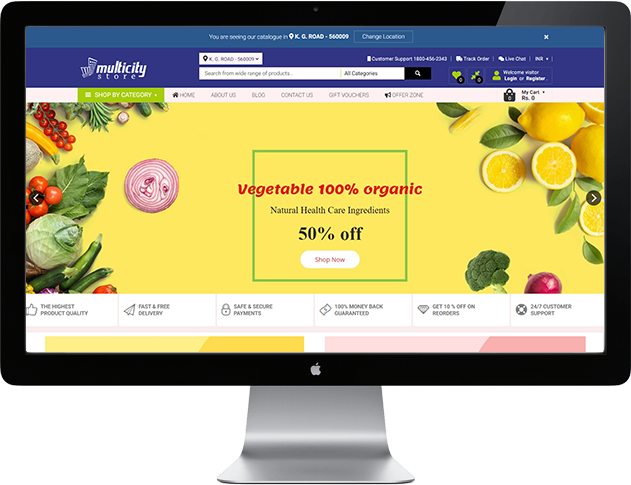 You are seeing our catalogue in K. G. ROAD - 560009 Change Location
multicity
store
K. G. ROAD - 560009
Customer Support 1800-456-2343 Track Order Live Chat INR
Search from wide range of products.. All Categories
0 0 Welcome visitor
Login or Register
SHOP BY CATEGORY HOME ABOUT US BLOG CONTACT US GIFT VOUCHERS OFFER ZONE
0 My Cart
Rs. 0
Vegetable 100% organic
Natural Health Care Ingredients
50% off
Shop Now
THE HIGHEST
PRODUCT QUALITY
FAST & FREE
DELIVERY
SAFE & SECURE
PAYMENTS
100% MONEY BACK
GUARANTEED
GET 10 % OFF ON
REORDERS
24/7 CUSTOMER
SUPPORT